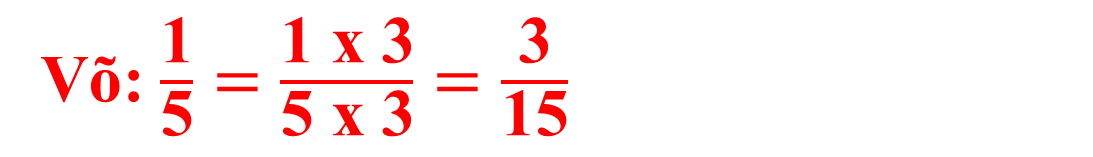 Võ: 1/5 = 1 x 3/5 x 3 = 3/15